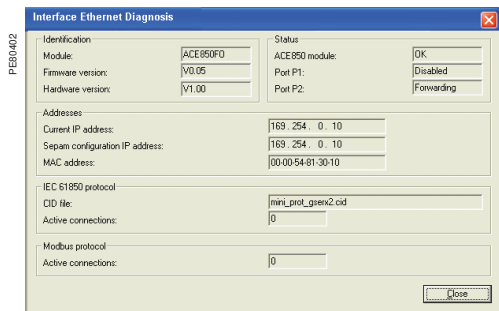 PE80402
Interface Ethernet Diagnosis
Identification
Module: ACE850FO
Firmware version: V0.05
Hardware version: V1.00
Status
ACE850 module: OK
Port P1: Disabled
Port P2: Forwarding
Addresses
Current IP address: 169.254. 0. 10
Sepam configuration IP address: 169.254. 0. 10
MAC address: 00-00-54-81-30-10
IEC 61850 protocol
CID file: mini_prot_gserx2.cid
Active connections: 0
Modbus protocol
Active connections: 0
Close